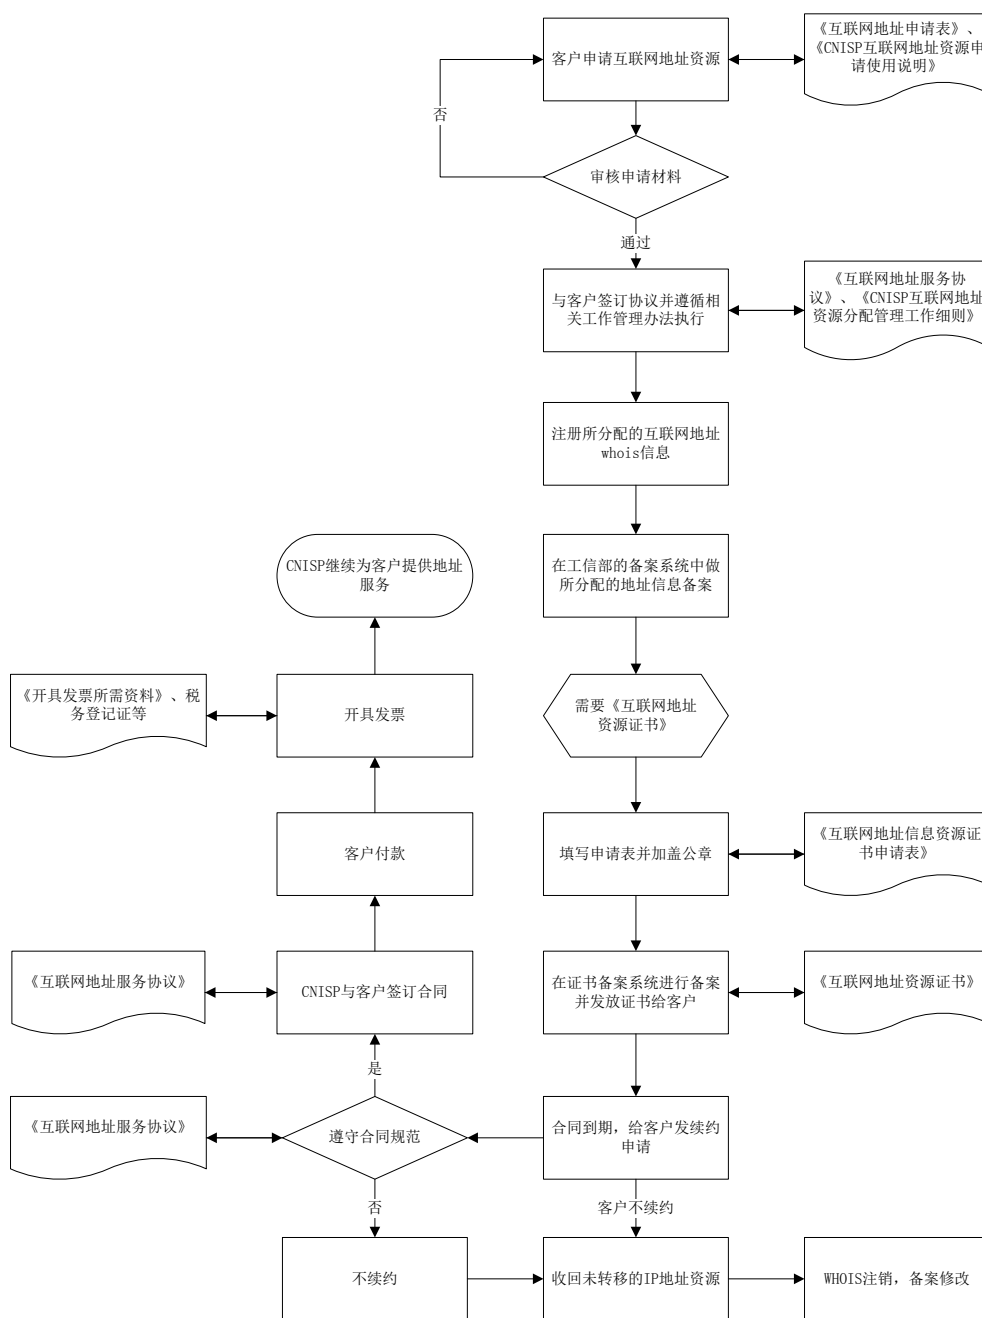 客户申请互联网地址资源
《互联网地址申请表》、
《CNISP互联网地址资源申
请使用说明》
否
审核申请材料
通过
与客户签订协议并遵循相
关工作管理办法执行
《互联网地址服务协
议》、《CNISP互联网地址
资源分配管理工作细则》
注册所分配的互联网地址
whois信息
在工信部的备案系统中做
所分配的地址信息备案
CNISP继续为客户提供地址
服务
需要《互联网地址
资源证书》
《开具发票所需资料》、税
务登记证等
开具发票
客户付款
填写申请表并加盖公章
《互联网地址信息资源证
书申请表》
《互联网地址服务协议》
CNISP与客户签订合同
在证书备案系统进行备案
并发放证书给客户
《互联网地址资源证书》
是
《互联网地址服务协议》
遵守合同规范
合同到期，给客户发续约
申请
否
客户不续约
不续约
收回未转移的IP地址资源
WHOIS注销，备案修改